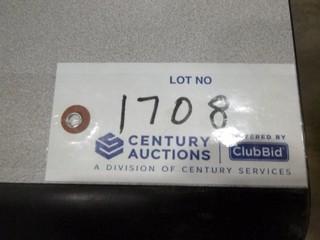 LOT NO
1708
CENTURY AUCTIONS
POWERED BY
ClubBid
A DIVISION OF CENTURY SERVICES